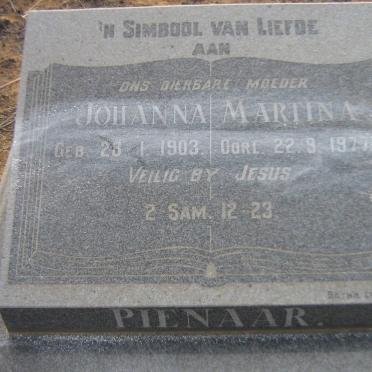 'N SIMBOOL VAN LIEFDE
AAN
ONS DIERBARE MOEDER
JOHANNA MARTINA
GEB. 1. 1903. OORL. 22. 9.
VEILIG BY JESUS
2 SAM. 12-23.
PIENAAR.